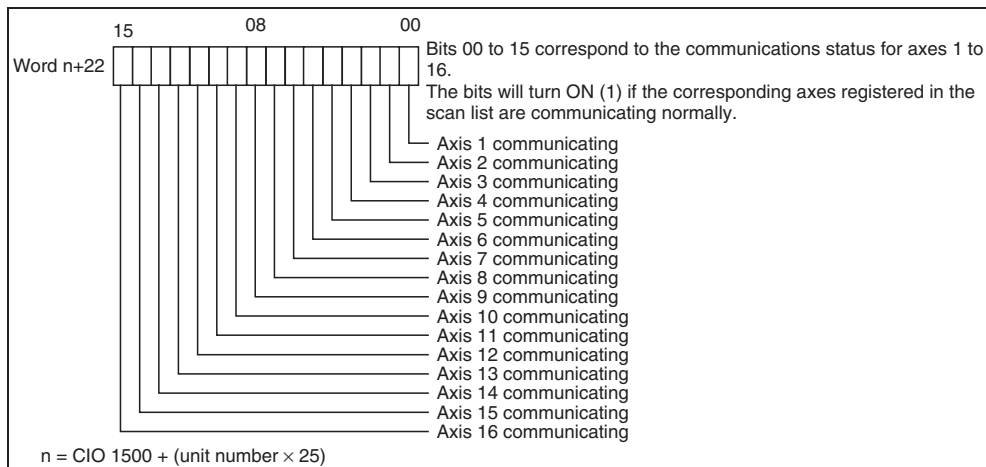 15 08 00
Word n+22
Bits 00 to 15 correspond to the communications status for axes 1 to
16.
The bits will turn ON (1) if the corresponding axes registered in the
scan list are communicating normally.
Axis 1 communicating
Axis 2 communicating
Axis 3 communicating
Axis 4 communicating
Axis 5 communicating
Axis 6 communicating
Axis 7 communicating
Axis 8 communicating
Axis 9 communicating
Axis 10 communicating
Axis 11 communicating
Axis 12 communicating
Axis 13 communicating
Axis 14 communicating
Axis 15 communicating
Axis 16 communicating
n = CIO 1500 + (unit number × 25)